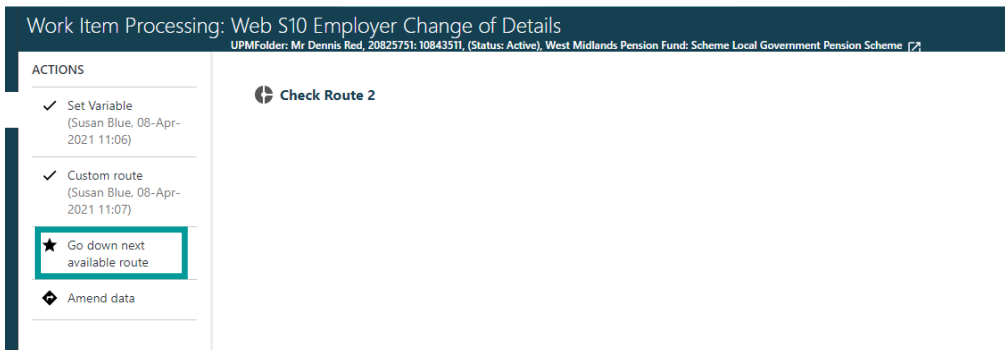 Work Item Processing: Web S10 Employer Change of Details
UPMFolder: Mr Dennis Red, 20825751: 10843511, (Status: Active), West Midlands Pension Fund: Scheme Local Government Pension Scheme
ACTIONS
Set Variable
(Susan Blue, 08-Apr-
2021 11:06)
Custom route
(Susan Blue, 08-Apr-
2021 11:07)
Go down next
available route
Amend data
Check Route 2